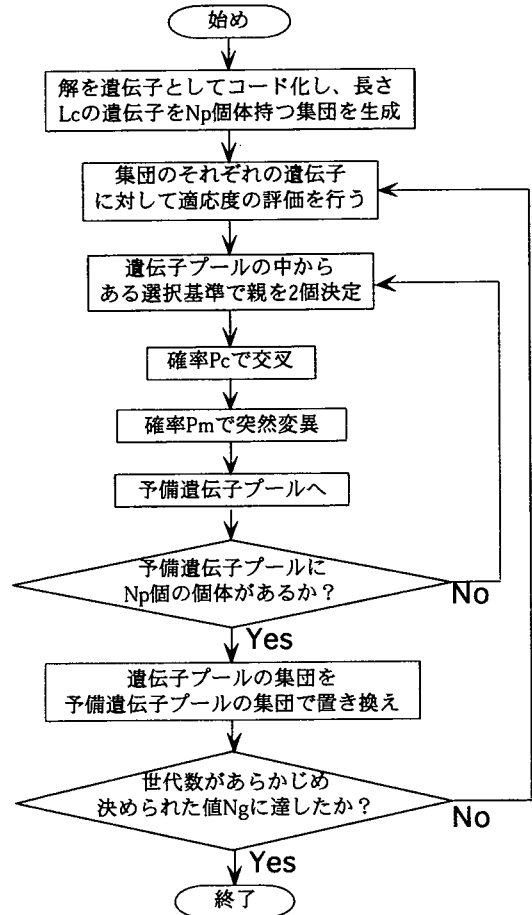 始め
解を遺伝子としてコード化し、長さ
Lcの遺伝子をNp個体持つ集団を生成
集団のそれぞれの遺伝子
に対して適応度の評価を行う
遺伝子プールの中から
ある選択基準で親を2個決定
確率Pcで交叉
確率Pmで突然変異
予備遺伝子プールへ
予備遺伝子プールに
Np個の個体があるか？
No
Yes
遺伝子プールの集団を
予備遺伝子プールの集団で置き換え
世代数があらかじめ
決められた値Ngに達したか？
No
Yes
終了